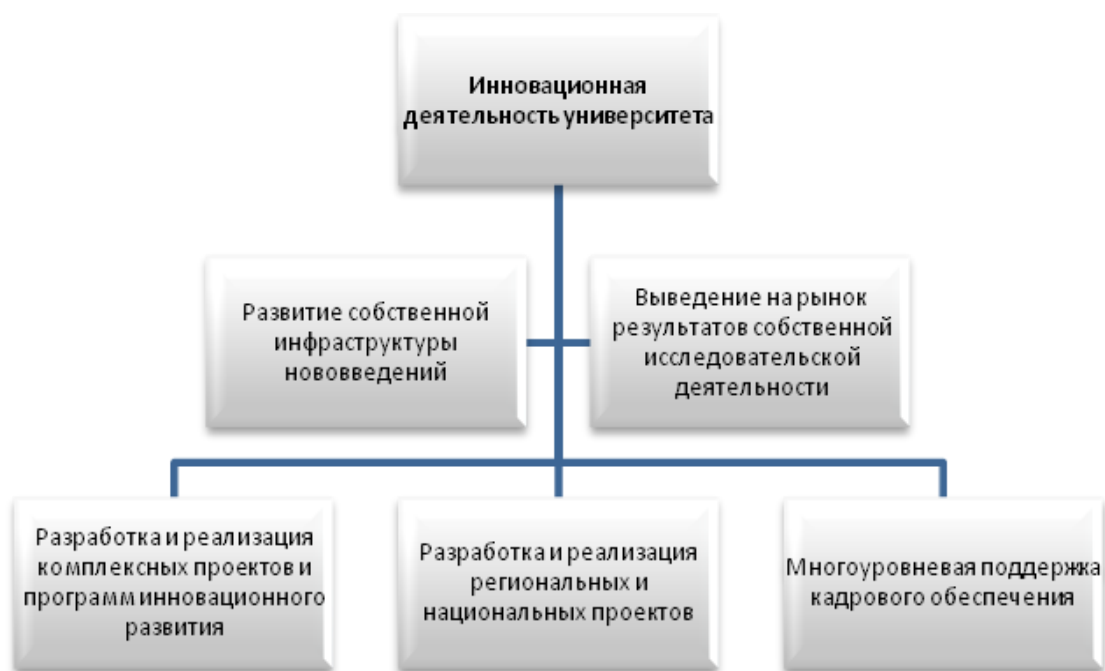 Инновационная
деятельность университета
Развитие собственной
инфраструктуры
нововведений
Выведение на рынок
результатов собственной
исследовательской
деятельности
Разработка и реализация
комплексных проектов и
программ инновационного
развития
Разработка и реализация
региональных и
национальных проектов
Многоуровневая поддержка
кадрового обеспечения